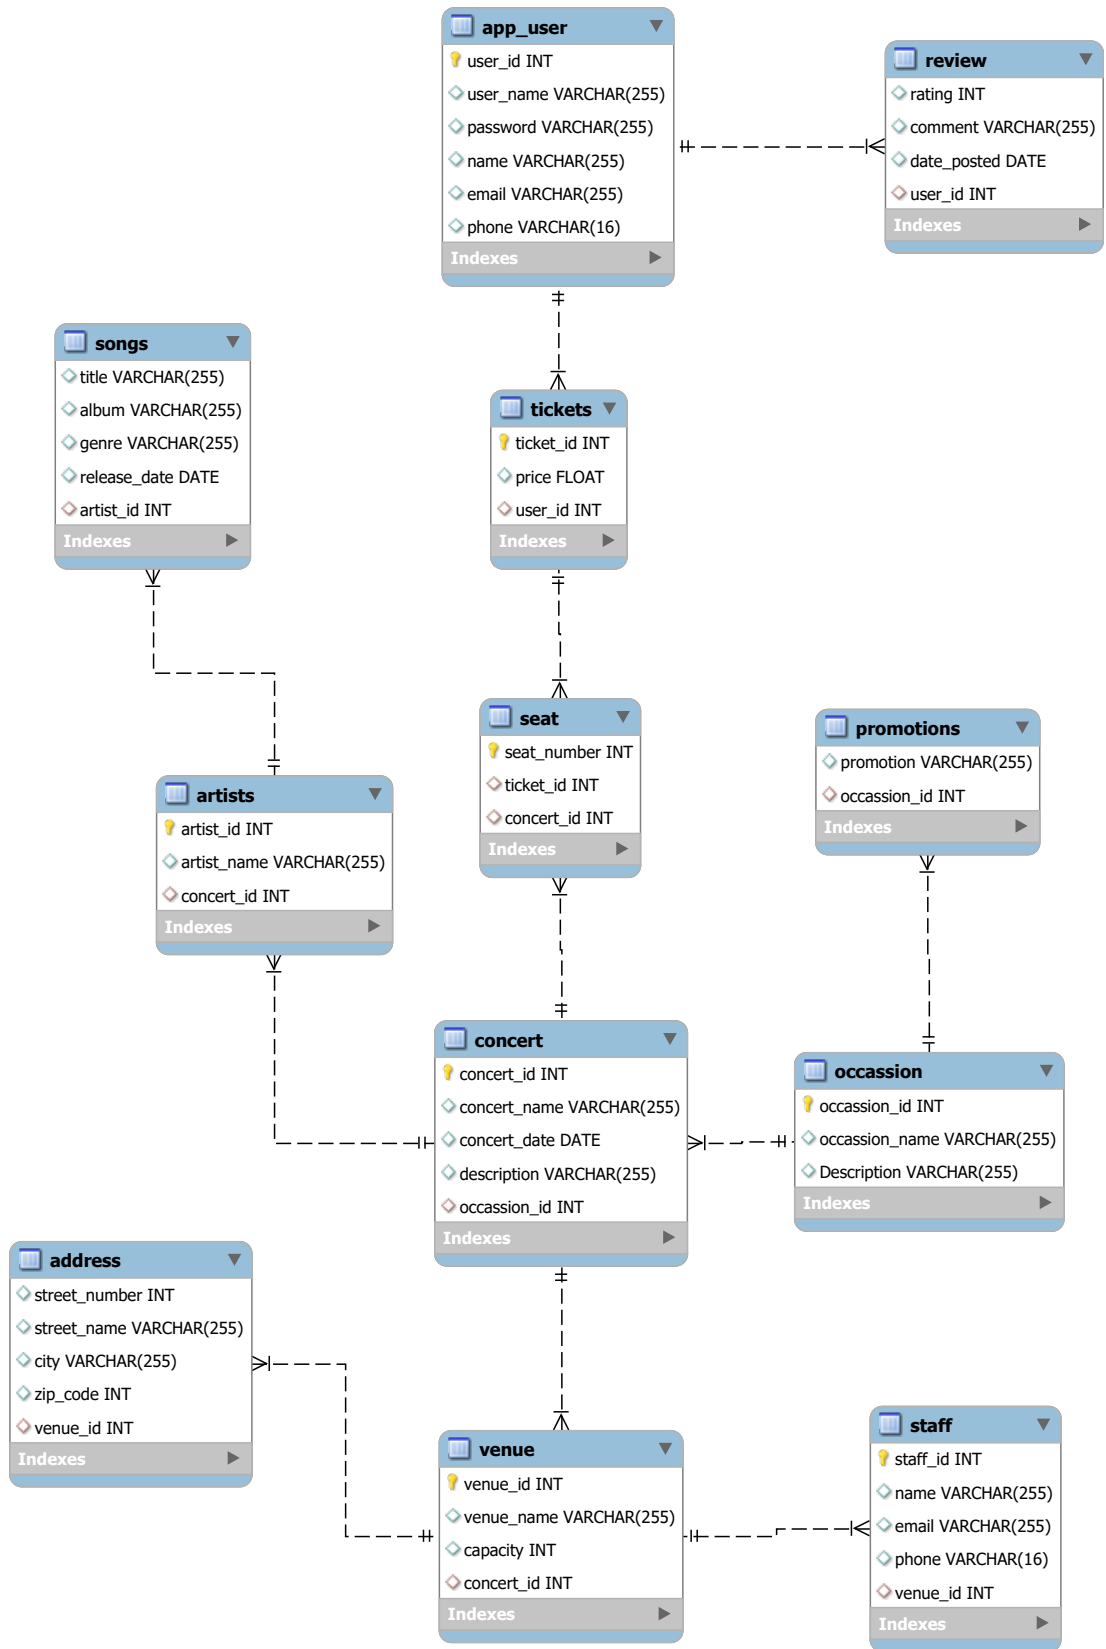 app_user
user_id INT
user_name VARCHAR(255)
password VARCHAR(255)
name VARCHAR(255)
email VARCHAR(255)
phone VARCHAR(16)
Indexes
review
rating INT
comment VARCHAR(255)
date_posted DATE
user_id INT
Indexes
songs
title VARCHAR(255)
album VARCHAR(255)
genre VARCHAR(255)
release_date DATE
artist_id INT
Indexes
tickets
ticket_id INT
price FLOAT
user_id INT
Indexes
seat
seat_number INT
ticket_id INT
concert_id INT
Indexes
promotions
promotion VARCHAR(255)
occassion_id INT
Indexes
artists
artist_id INT
artist_name VARCHAR(255)
concert_id INT
Indexes
concert
concert_id INT
concert_name VARCHAR(255)
concert_date DATE
description VARCHAR(255)
occassion_id INT
Indexes
occassion
occassion_id INT
occassion_name VARCHAR(255)
Description VARCHAR(255)
Indexes
address
street_number INT
street_name VARCHAR(255)
city VARCHAR(255)
zip_code INT
venue_id INT
Indexes
venue
venue_id INT
venue_name VARCHAR(255)
capacity INT
concert_id INT
Indexes
staff
staff_id INT
name VARCHAR(255)
email VARCHAR(255)
phone VARCHAR(16)
venue_id INT
Indexes